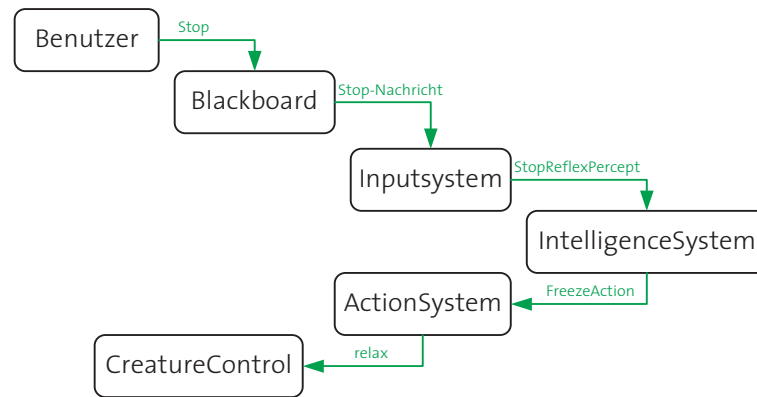 Benutzer
Stop
Blackboard
Stop-Nachricht
Inputsystem
StopReflexPercept
IntelligenceSystem
FreezeAction
ActionSystem
relax
CreatureControl